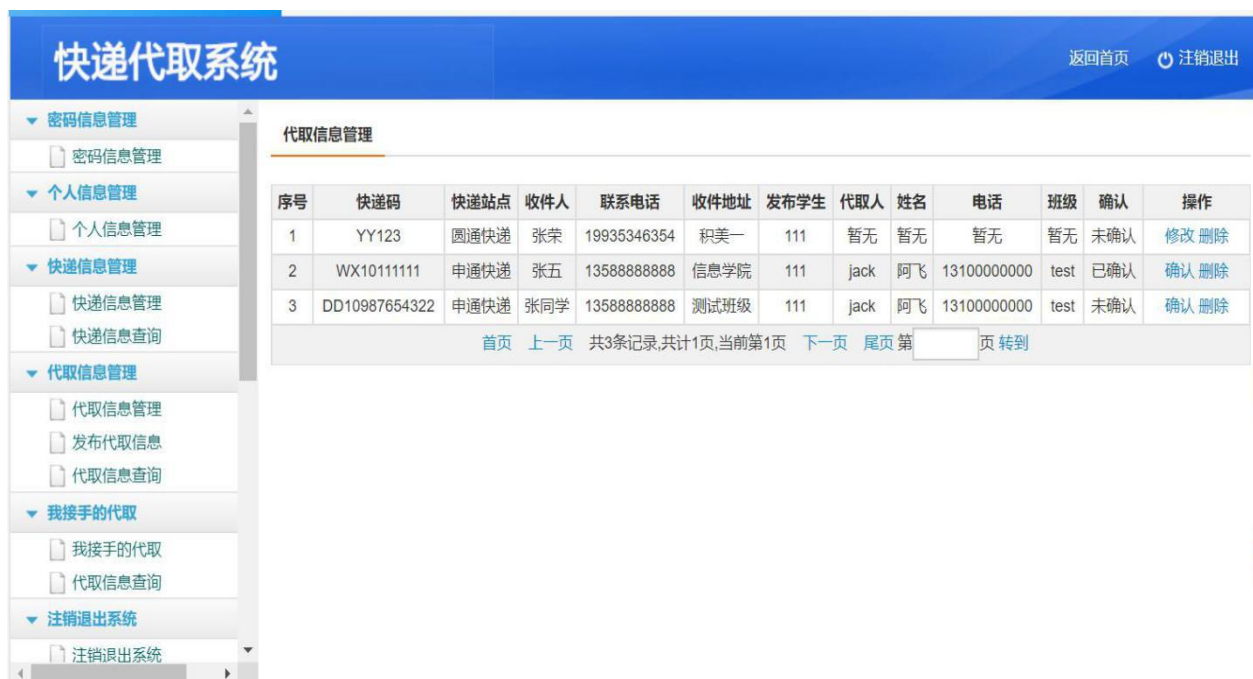 快递代取系统
返回首页 注销退出
密码信息管理
密码信息管理
个人信息管理
个人信息管理
快递信息管理
快递信息管理
快递信息查询
代取信息管理
代取信息管理
发布代取信息
代取信息查询
我接手的代取
我接手的代取
代取信息查询
注销退出系统
注销退出系统
代取信息管理
序号 快递码 快递站点 收件人 联系电话 收件地址 发布学生 代取人 姓名 电话 班级 确认 操作
1 YY123 圆通快递 张荣 19935346354 积美一 111 暂无 暂无 暂无 暂无 未确认 修改 删除
2 WX10111111 申通快递 张五 13588888888 信息学院 111 jack 阿飞 13100000000 test 已确认 确认 删除
3 DD10987654322 申通快递 张同学 13588888888 测试班级 111 jack 阿飞 13100000000 test 未确认 确认 删除
首页 上一页 共3条记录,共计1页,当前第1页 下一页 尾页 第 页 转到